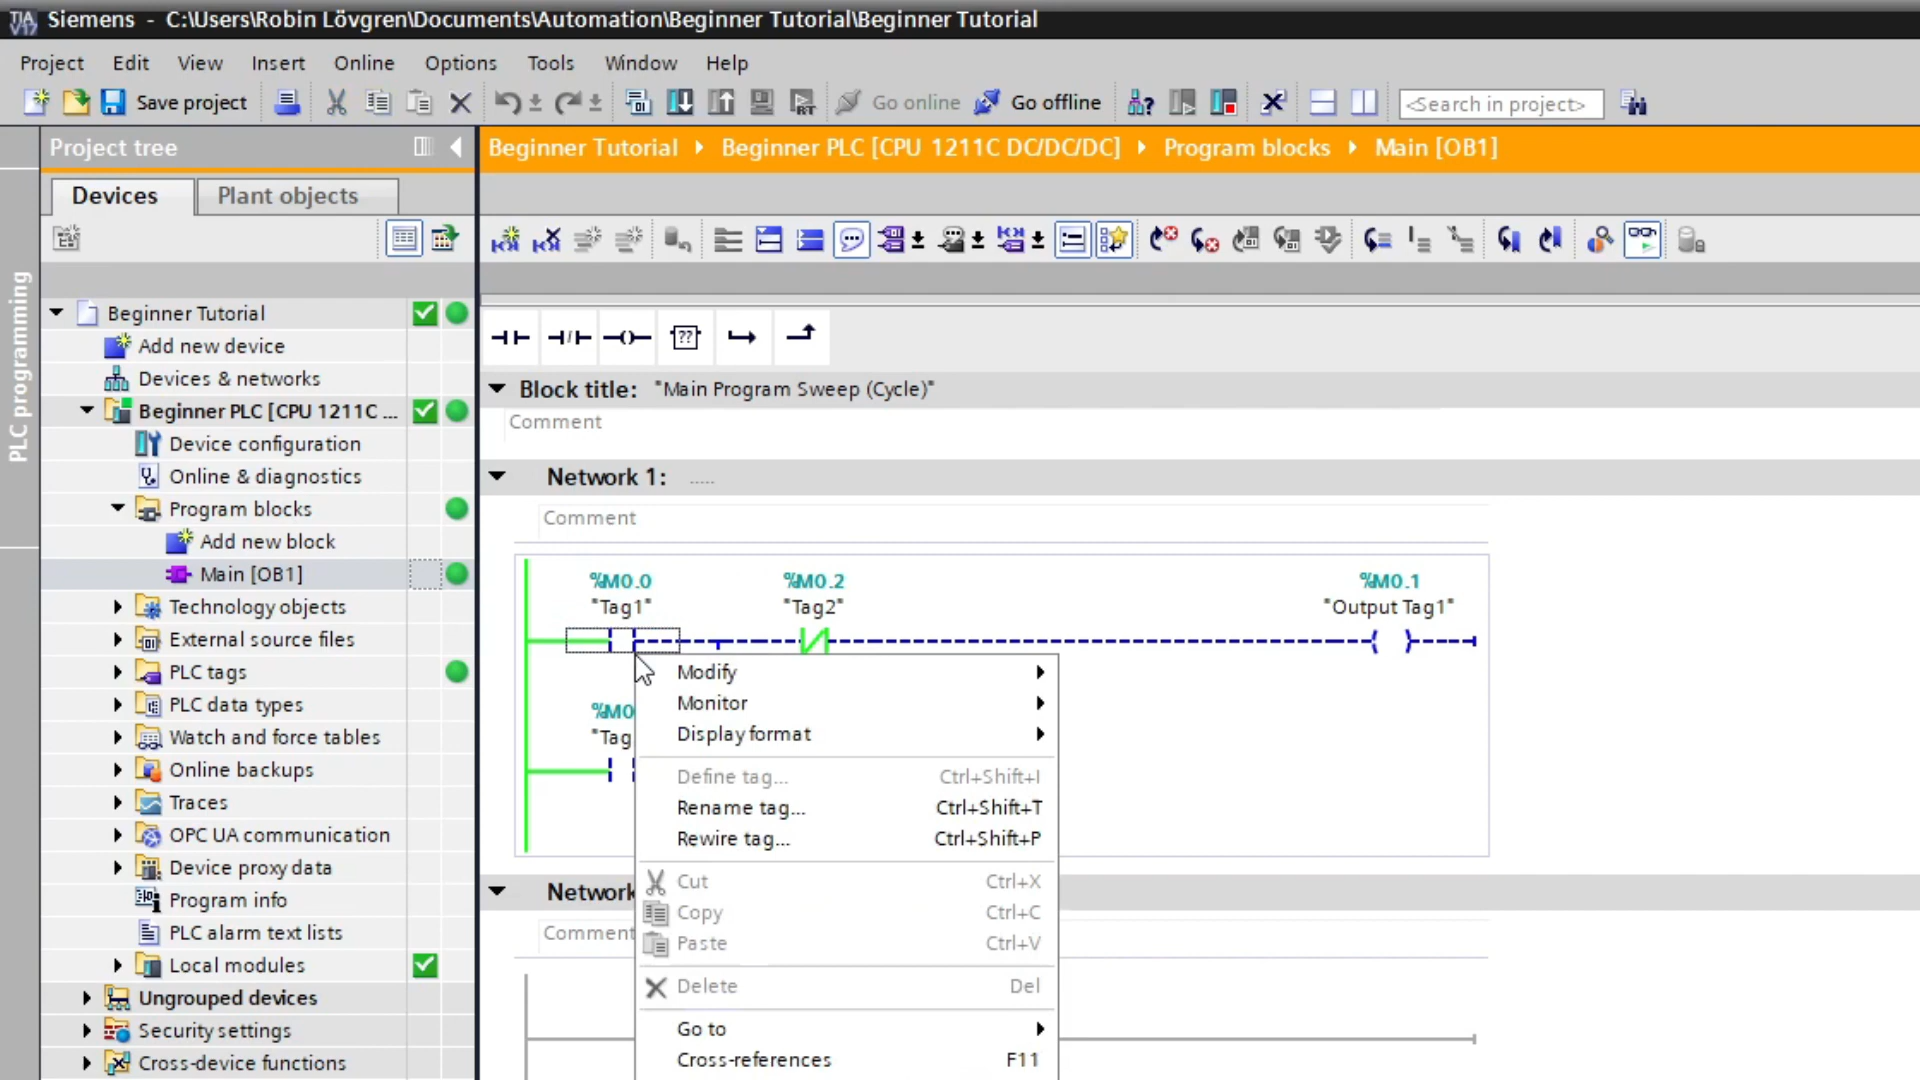 TIA V17 Siemens - C:\Users\Robin Lövgren\Documents\Automation\Beginner Tutorial\Beginner Tutorial
Project Edit View Insert Online Options Tools Window Help
Save project Go online Go offline <Search in project>
Project tree
Beginner Tutorial Beginner PLC [CPU 1211C DC/DC/DC] Program blocks Main [OB1]
Devices Plant objects
PLC programming
Beginner Tutorial
Add new device
Devices & networks
Beginner PLC [CPU 1211C ...
Device configuration
Online & diagnostics
Program blocks
Add new block
Main [OB1]
Technology objects
External source files
PLC tags
PLC data types
Watch and force tables
Online backups
Traces
OPC UA communication
Device proxy data
Program info
PLC alarm text lists
Local modules
Ungrouped devices
Security settings
Cross-device functions
??
Block title: "Main Program Sweep (Cycle)"
Comment
Network 1: .....
Comment
%M0.0 %M0.2 %M0.1
"Tag1" "Tag2" "Output Tag1"
%M0
"Tag
Network
Comment
Modify
Monitor
Display format
Define tag... Ctrl+Shift+I
Rename tag... Ctrl+Shift+T
Rewire tag... Ctrl+Shift+P
Cut Ctrl+X
Copy Ctrl+C
Paste Ctrl+V
Delete Del
Go to
Cross-references F11